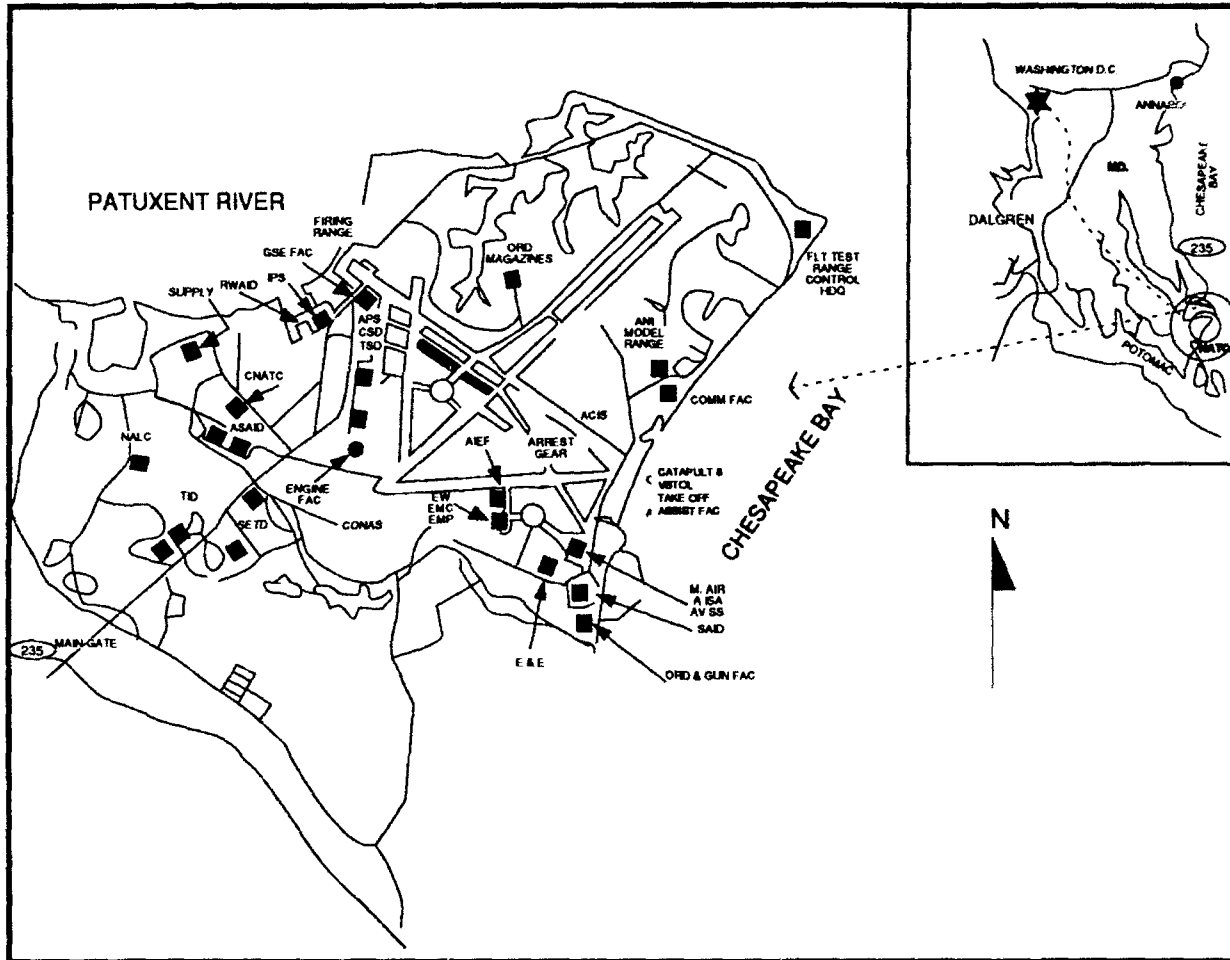 PATUXENT RIVER
FIRING
RANGE
GSE FAC
IPS
RWAID
SUPPLY
ORD
MAGAZINES
FLT TEST
RANGE
CONTROL
HDQ
APS
CSD
TSD
ANT
MODEL
RANGE
CNATC
COMM FAC
ACIS
ASAID
NALC
AIEF
ARREST
GEAR
ENGINE
FAC
EW
EMC
EMP
CATAPULT &
VSTOL
TAKE OFF
ASSIST FAC
CHESAPEAKE BAY
TID
SETD
CONAS
M. AIR
A ISA
AV SS
SAID
E & E
ORD & GUN FAC
235
MAIN GATE
N
WASHINGTON D.C.
MD.
CHESAPEAKE
BAY
DALGREN
235
POTOMAC